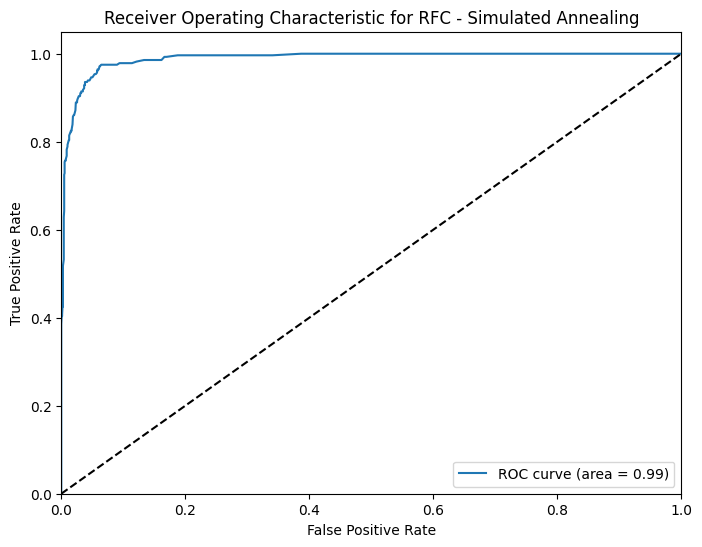 Receiver Operating Characteristic for RFC - Simulated Annealing
True Positive Rate
1.0
0.8
0.6
0.4
0.2
0.0
ROC curve (area = 0.99)
0.0 0.2 0.4 0.6 0.8 1.0
False Positive Rate